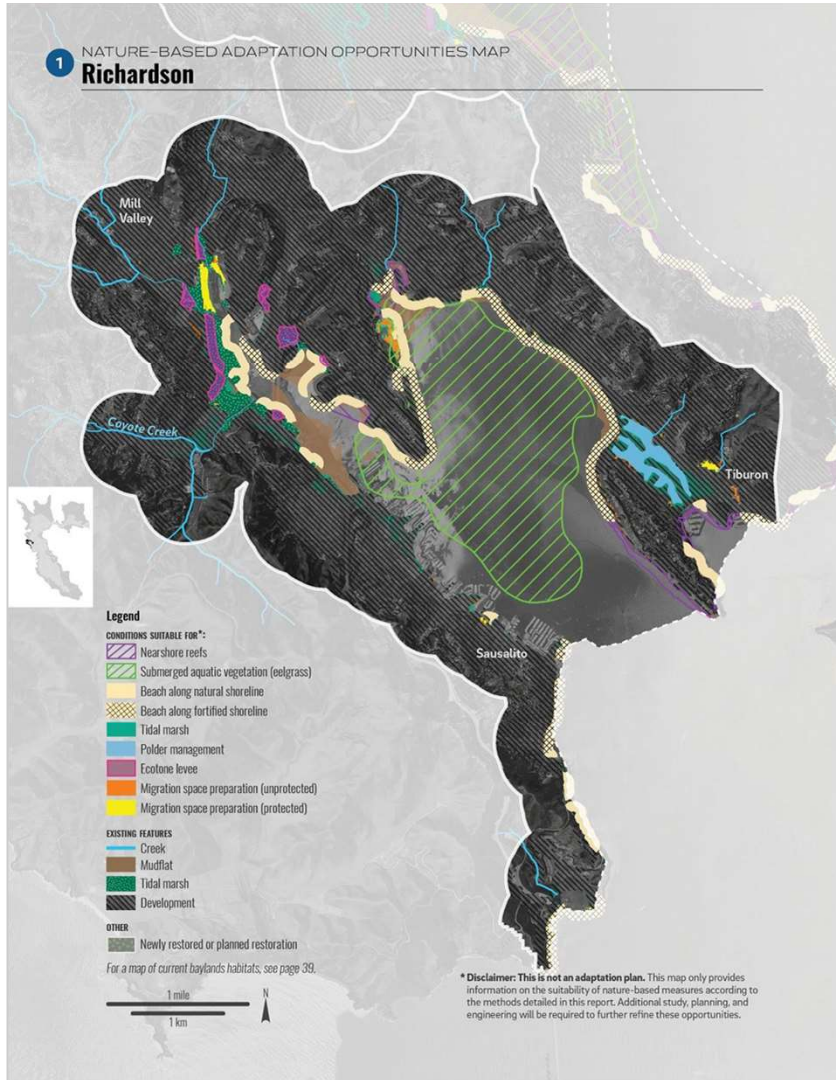 1
NATURE-BASED ADAPTATION OPPORTUNITIES MAP
Richardson
Mill
Valley
Coyote Creek
Tiburon
Sausalito
Legend
CONDITIONS SUITABLE FOR*:
Nearshore reefs
Submerged aquatic vegetation (eelgrass)
Beach along natural shoreline
Beach along fortified shoreline
Tidal marsh
Polder management
Ecotone levee
Migration space preparation (unprotected)
Migration space preparation (protected)
EXISTING FEATURES
Creek
Mudflat
Tidal marsh
Development
OTHER
Newly restored or planned restoration
For a map of current baylands habitats, see page 39.
1 mile
1 km
N
* Disclaimer: This is not an adaptation plan. This map only provides
information on the suitability of nature-based measures according to
the methods detailed in this report. Additional study, planning, and
engineering will be required to further refine these opportunities.